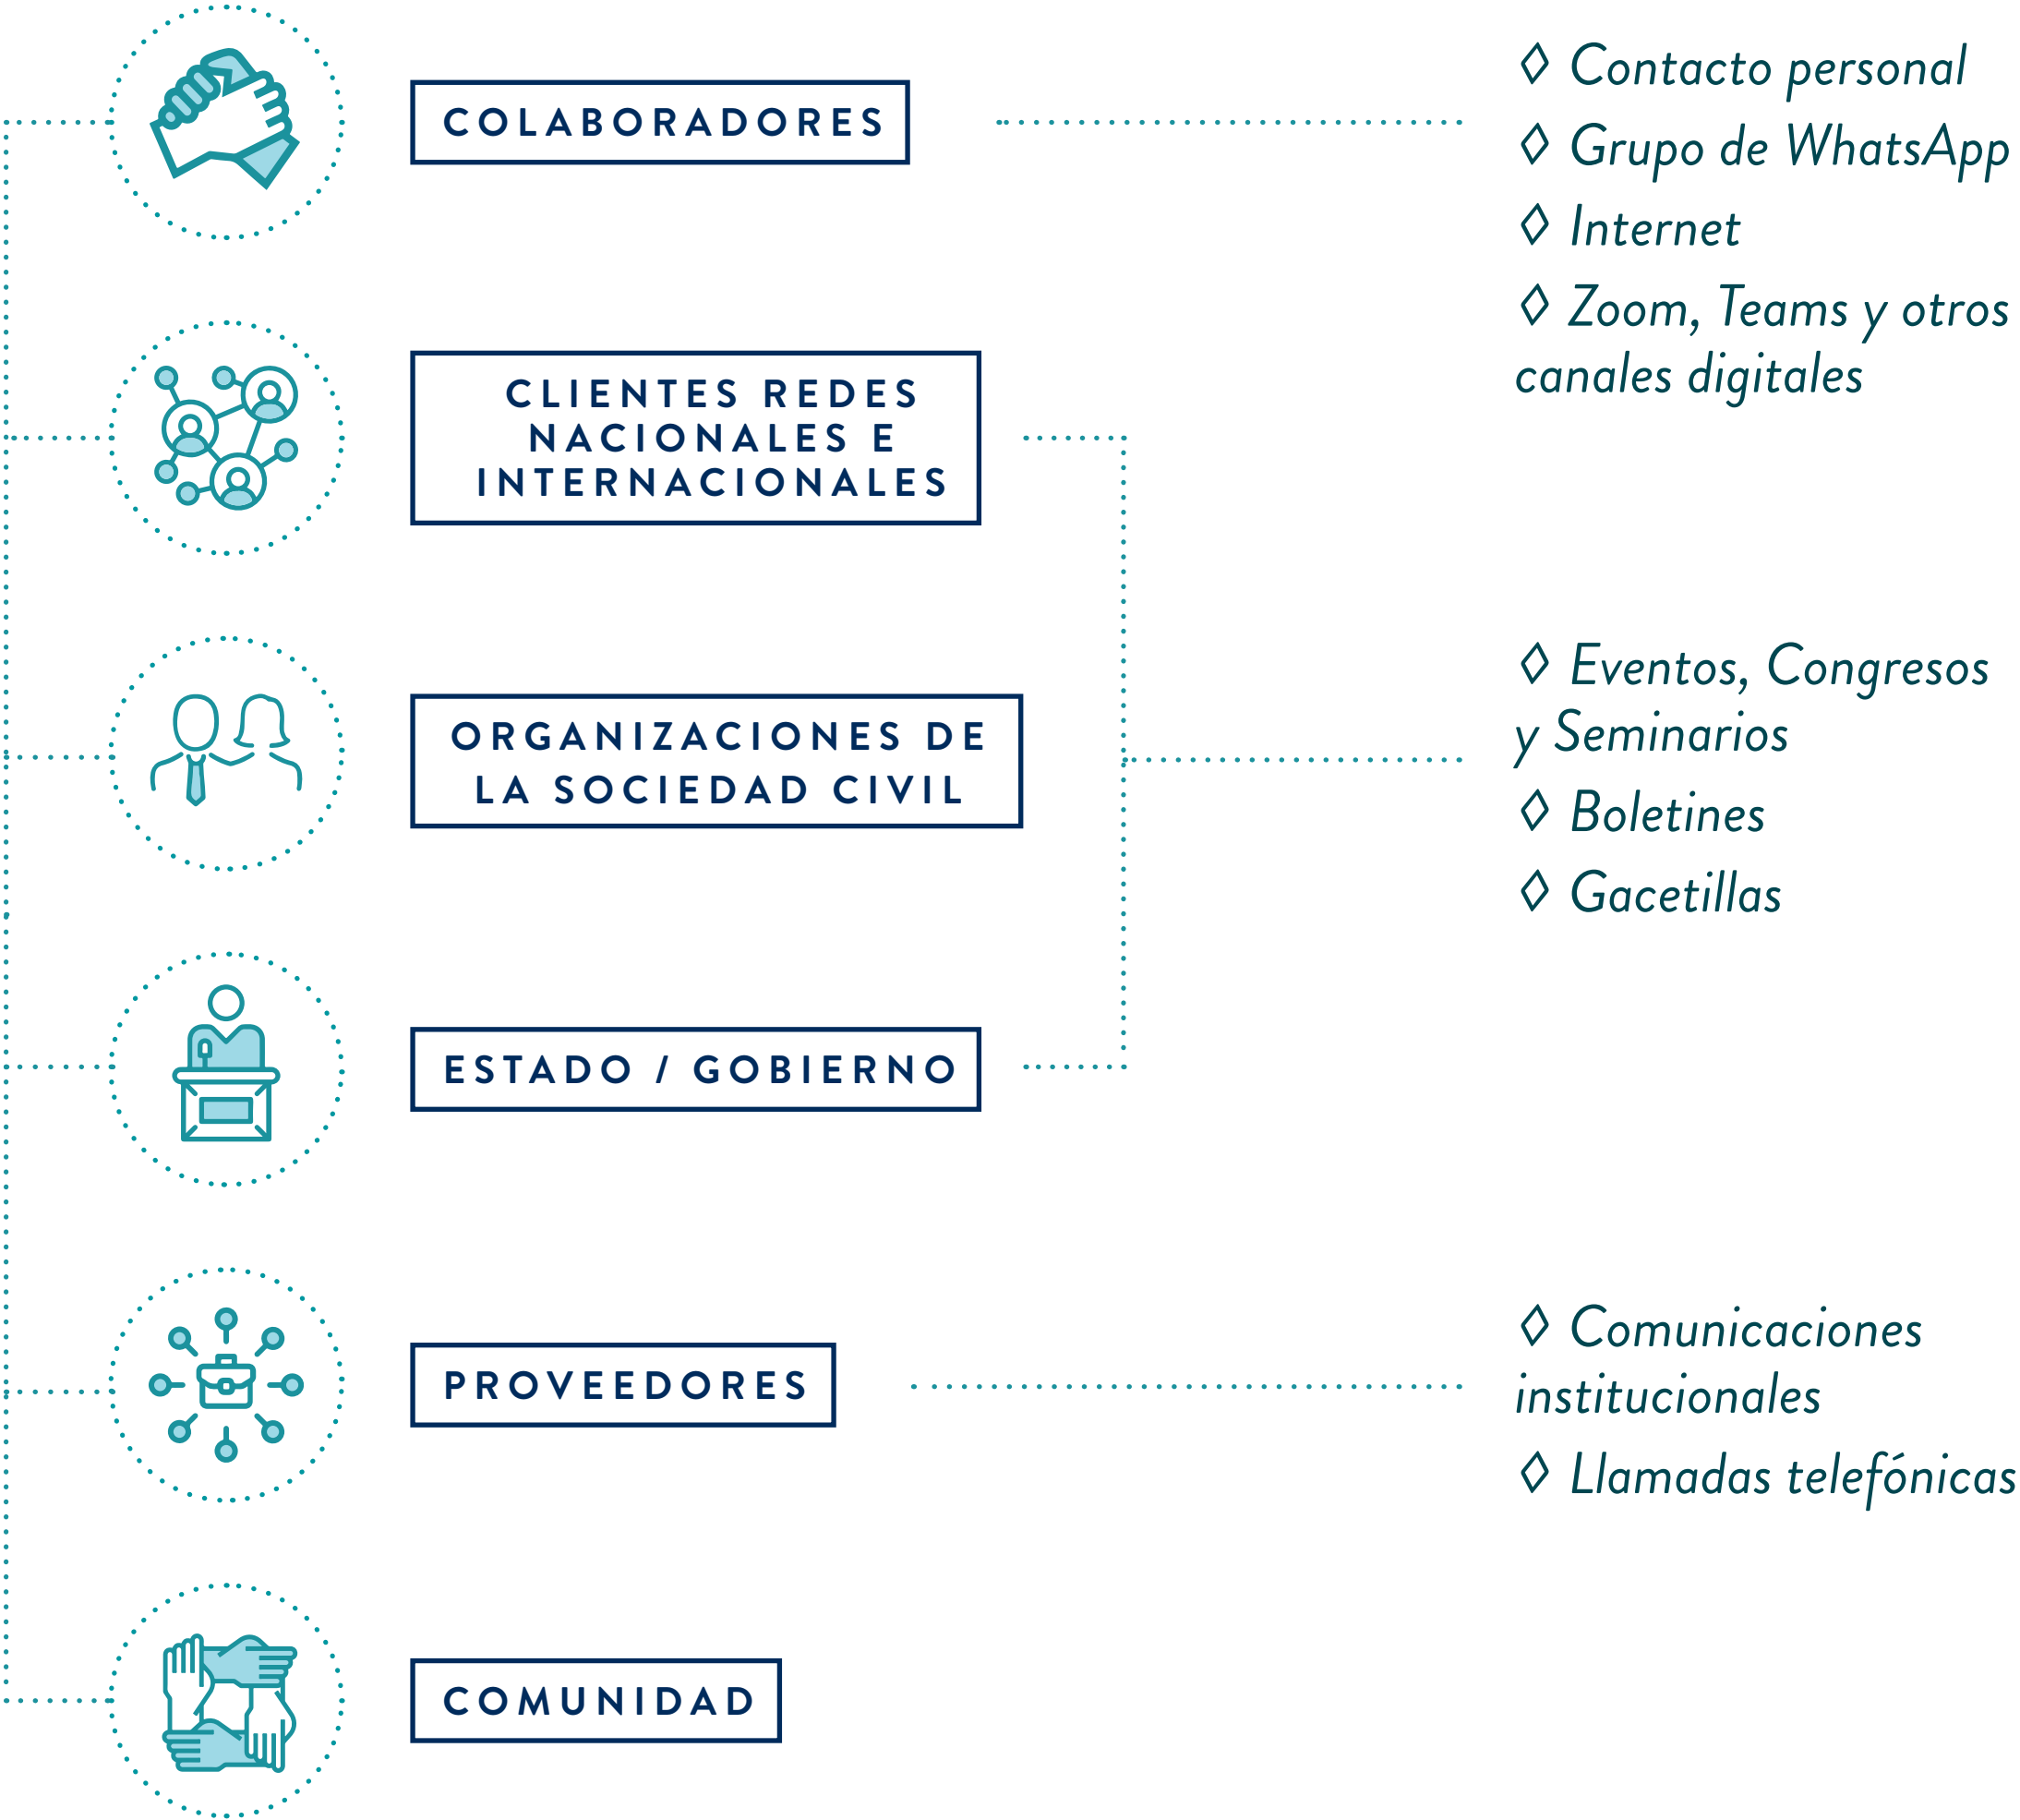 COLABORADORES
◊ Contacto personal
◊ Grupo de WhatsApp
◊ Internet
◊ Zoom, Teams y otros
canales digitales
CLIENTES REDES
NACIONALES E
INTERNACIONALES
ORGANIZACIONES DE
LA SOCIEDAD CIVIL
ESTADO / GOBIERNO
◊ Eventos, Congresos
y Seminarios
◊ Boletines
◊ Gacetillas
PROVEEDORES
◊ Comunicaciones
institucionales
◊ Llamadas telefónicas
COMUNIDAD